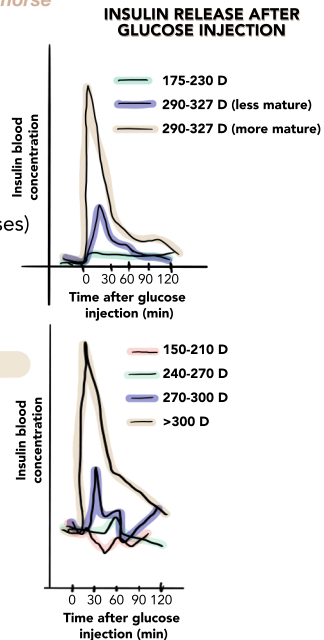 horse
INSULIN RELEASE AFTER
GLUCOSE INJECTION
175-230 D
290-327 D (less mature)
290-327 D (more mature)
Insulin blood
concentration
ses)
0 30 60 90 120
Time after glucose
injection (min)
150-210 D
240-270 D
270-300 D
>300 D
Insulin blood
concentration
0 30 60 90 120
Time after glucose
injection (min)